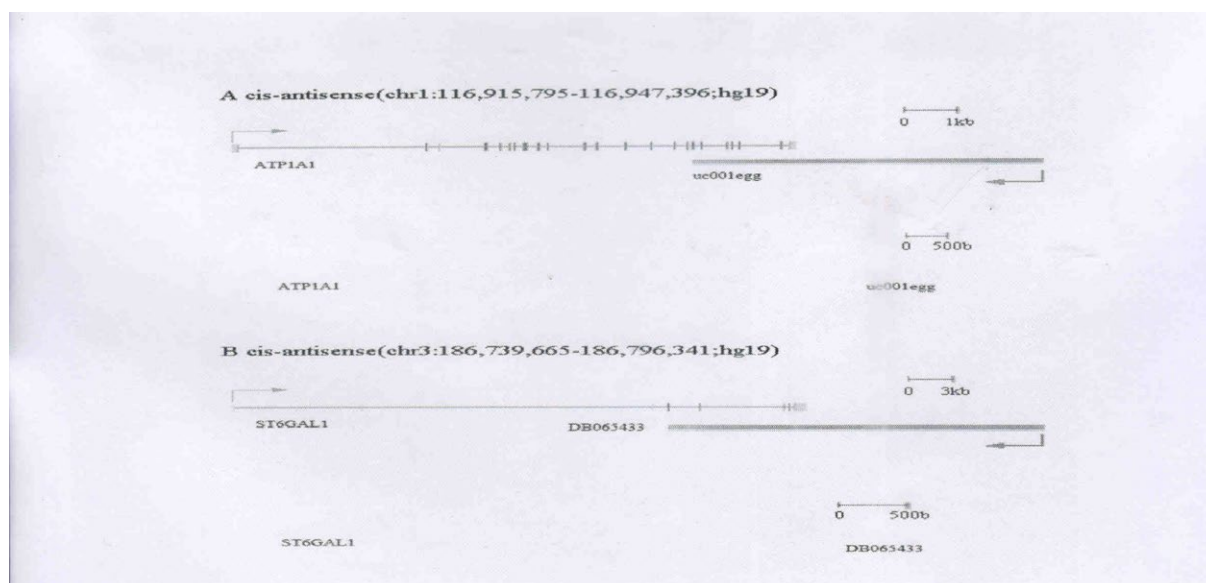 A cis-antisense(chr1:116,915,795-116,947,396;hg19)
0 1kb
ATP1A1
uc001egg
0 500b
ATP1A1 uc001egg
B cis-antisense(chr3:186,739,665-186,796,341;hg19)
0 3kb
ST6GAL1 DB065433
0 500b
ST6GAL1 DB065433